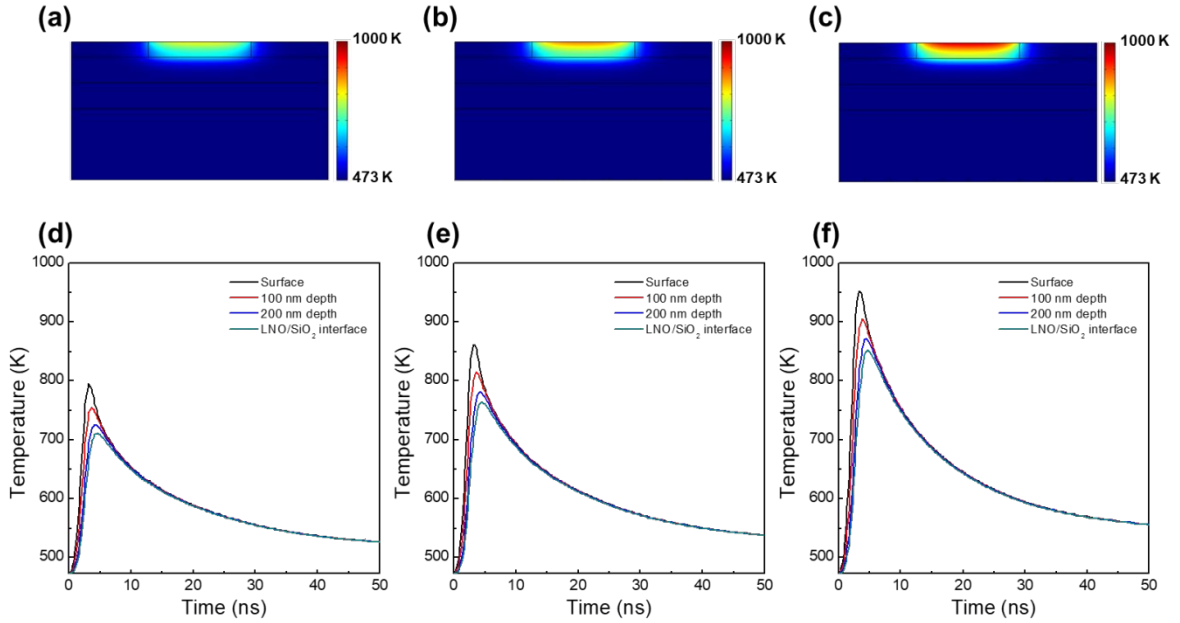 (a)
1000 K
473 K
(b)
1000 K
473 K
(c)
1000 K
473 K
(d)
Temperature (K)
1000
900
800
700
600
500
0
10
20
30
40
50
Time (ns)
Surface
100 nm depth
200 nm depth
LNO/SiO₂ interface
(e)
Temperature (K)
1000
900
800
700
600
500
0
10
20
30
40
50
Time (ns)
Surface
100 nm depth
200 nm depth
LNO/SiO₂ interface
(f)
Temperature (K)
1000
900
800
700
600
500
0
10
20
30
40
50
Time (ns)
Surface
100 nm depth
200 nm depth
LNO/SiO₂ interface